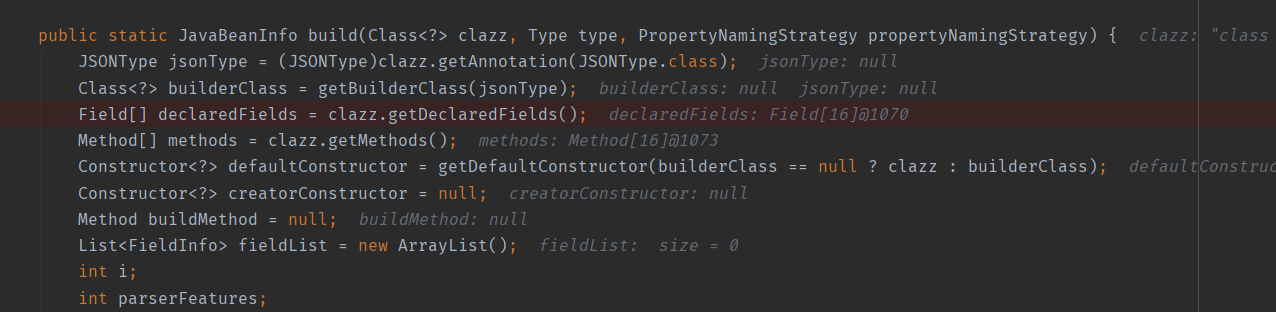 public static JavaBeanInfo build(Class<?> clazz, Type type, PropertyNamingStrategy propertyNamingStrategy) { clazz: "class
JSONType jsonType = (JSONType)clazz.getAnnotation(JSONType.class); jsonType: null
Class<?> builderClass = getBuilderClass(jsonType); builderClass: null jsonType: null
Field[] declaredFields = clazz.getDeclaredFields(); declaredFields: Field[16]@1070
Method[] methods = clazz.getMethods(); methods: Method[16]@1073
Constructor<?> defaultConstructor = getDefaultConstructor(builderClass == null ? clazz : builderClass); defaultConstruc
Constructor<?> creatorConstructor = null; creatorConstructor: null
Method buildMethod = null; buildMethod: null
List<FieldInfo> fieldList = new ArrayList(); fieldList: size = 0
int i;
int parserFeatures;